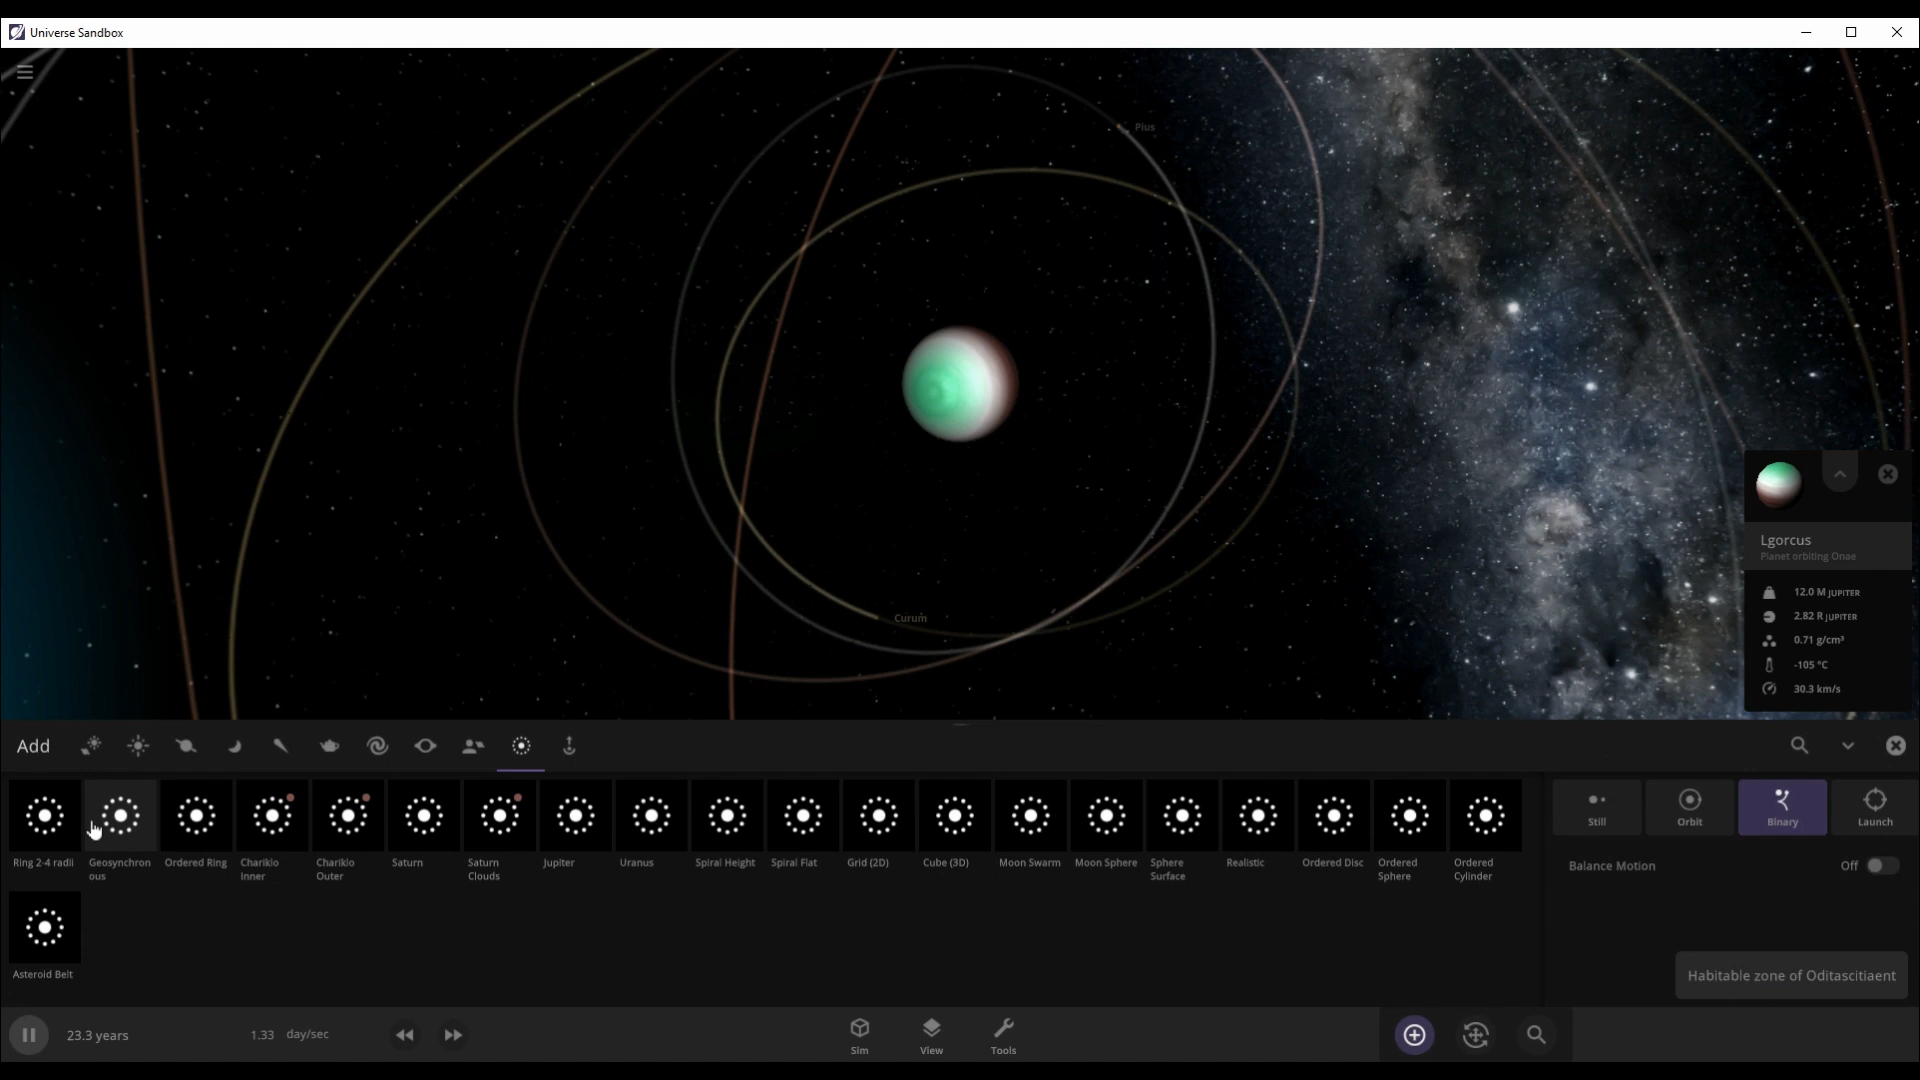 Universe Sandbox
Pius
Curum
Lgorcus
Planet orbiting Onae
12.0 M JUPITER
2.82 R JUPITER
0.71 g/cm³
-105 °C
30.3 km/s
Add
Ring 2-4 radii
Geosynchron
ous
Ordered Ring
Chariklo
Inner
Chariklo
Outer
Saturn
Saturn
Clouds
Jupiter
Uranus
Spiral Height
Spiral Flat
Grid (2D)
Cube (3D)
Moon Swarm
Moon Sphere
Sphere
Surface
Realistic
Ordered Disc
Ordered
Sphere
Ordered
Cylinder
Asteroid Belt
Still
Orbit
Binary
Launch
Balance Motion
Off
Habitable zone of Oditascitiaent
23.3 years
1.33 day/sec
Sim
View
Tools